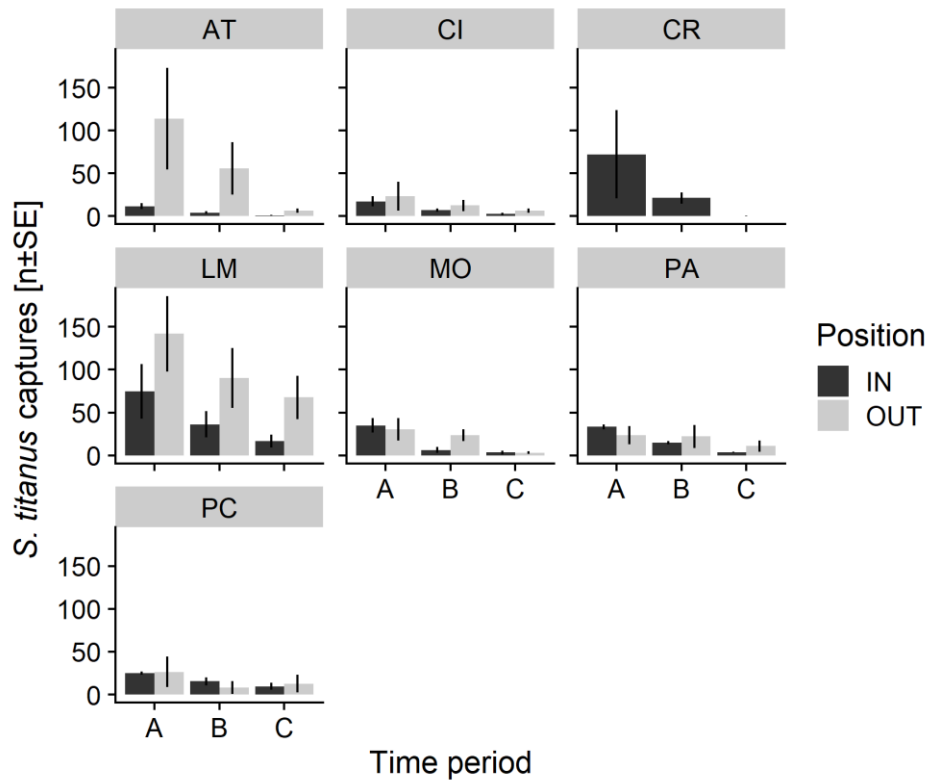 S. titanus captures [n±SE]
AT
CI
CR
150
100
50
0
LM
MO
PA
150
100
50
0
A
B
C
A
B
C
PC
150
100
50
0
A
B
C
Time period
Position
IN
OUT